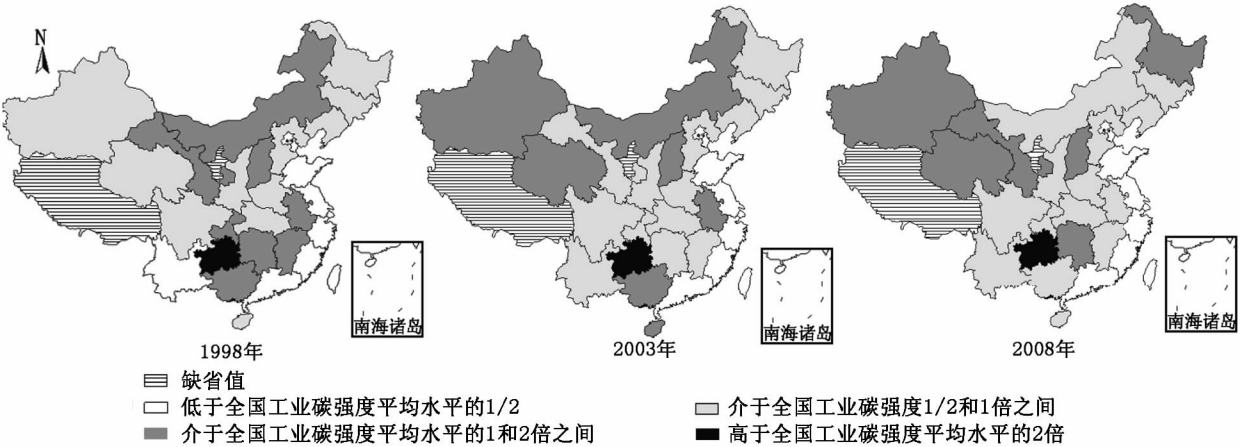 N
南海诸岛
南海诸岛
南海诸岛
1998年
2003年
2008年
缺省值
低于全国工业碳强度平均水平的1/2
介于全国工业碳强度1/2和1倍之间
介于全国工业碳强度平均水平的1和2倍之间
高于全国工业碳强度平均水平的2倍